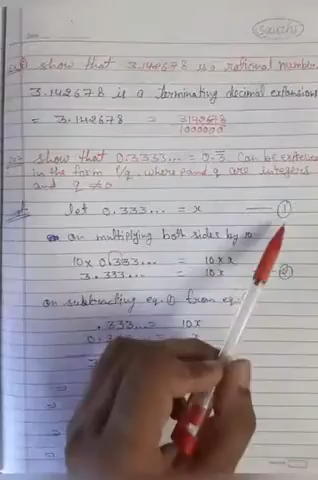 Date
Show that 3.142678 is a rational number
3.142678 is a terminating decimal expansions
= 3.142678 = 3142678
1000000
Show that 0.3333... = 0.3̅ Can be expressed
in the form p/q, where p and q are integers
and q ≠ 0
let 0.333... = x — ①
on multiplying both sides by 10
10 x 0.333... = 10 x x
3.333... = 10x — ②
on subtracting eq. ① from eq.
.333... = 10x
=
=
=